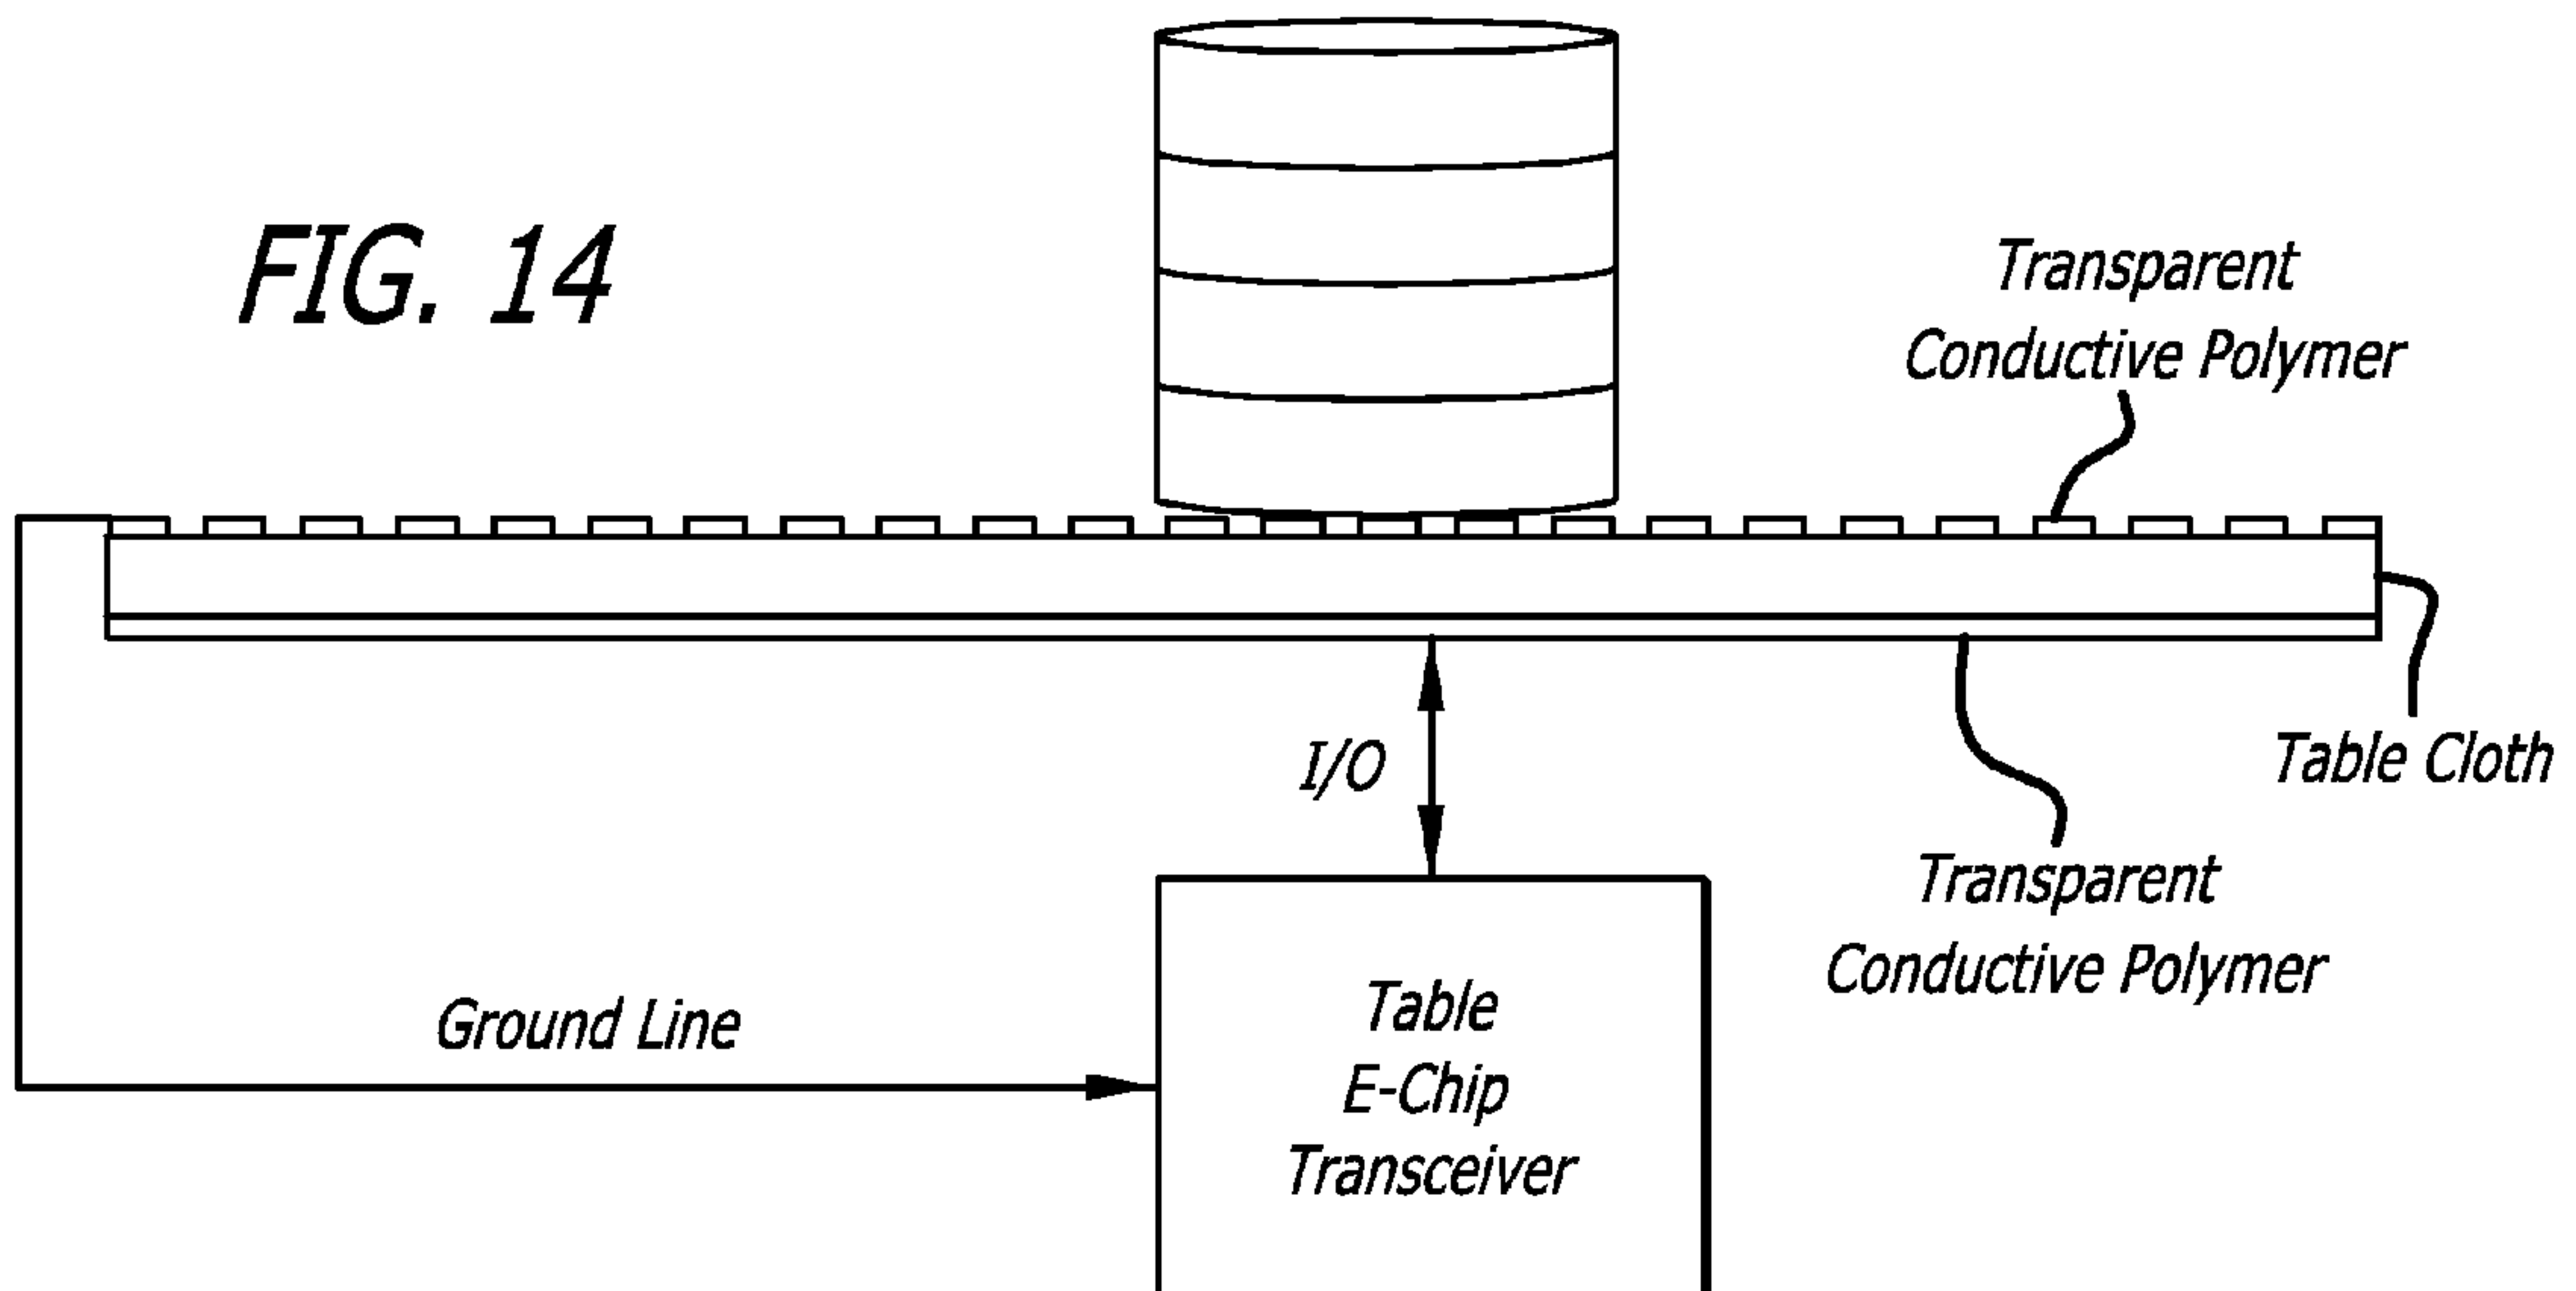 FIG. 14
Transparent
Conductive Polymer
I/O
Table Cloth
Transparent
Conductive Polymer
Ground Line
Table
E-Chip
Transceiver